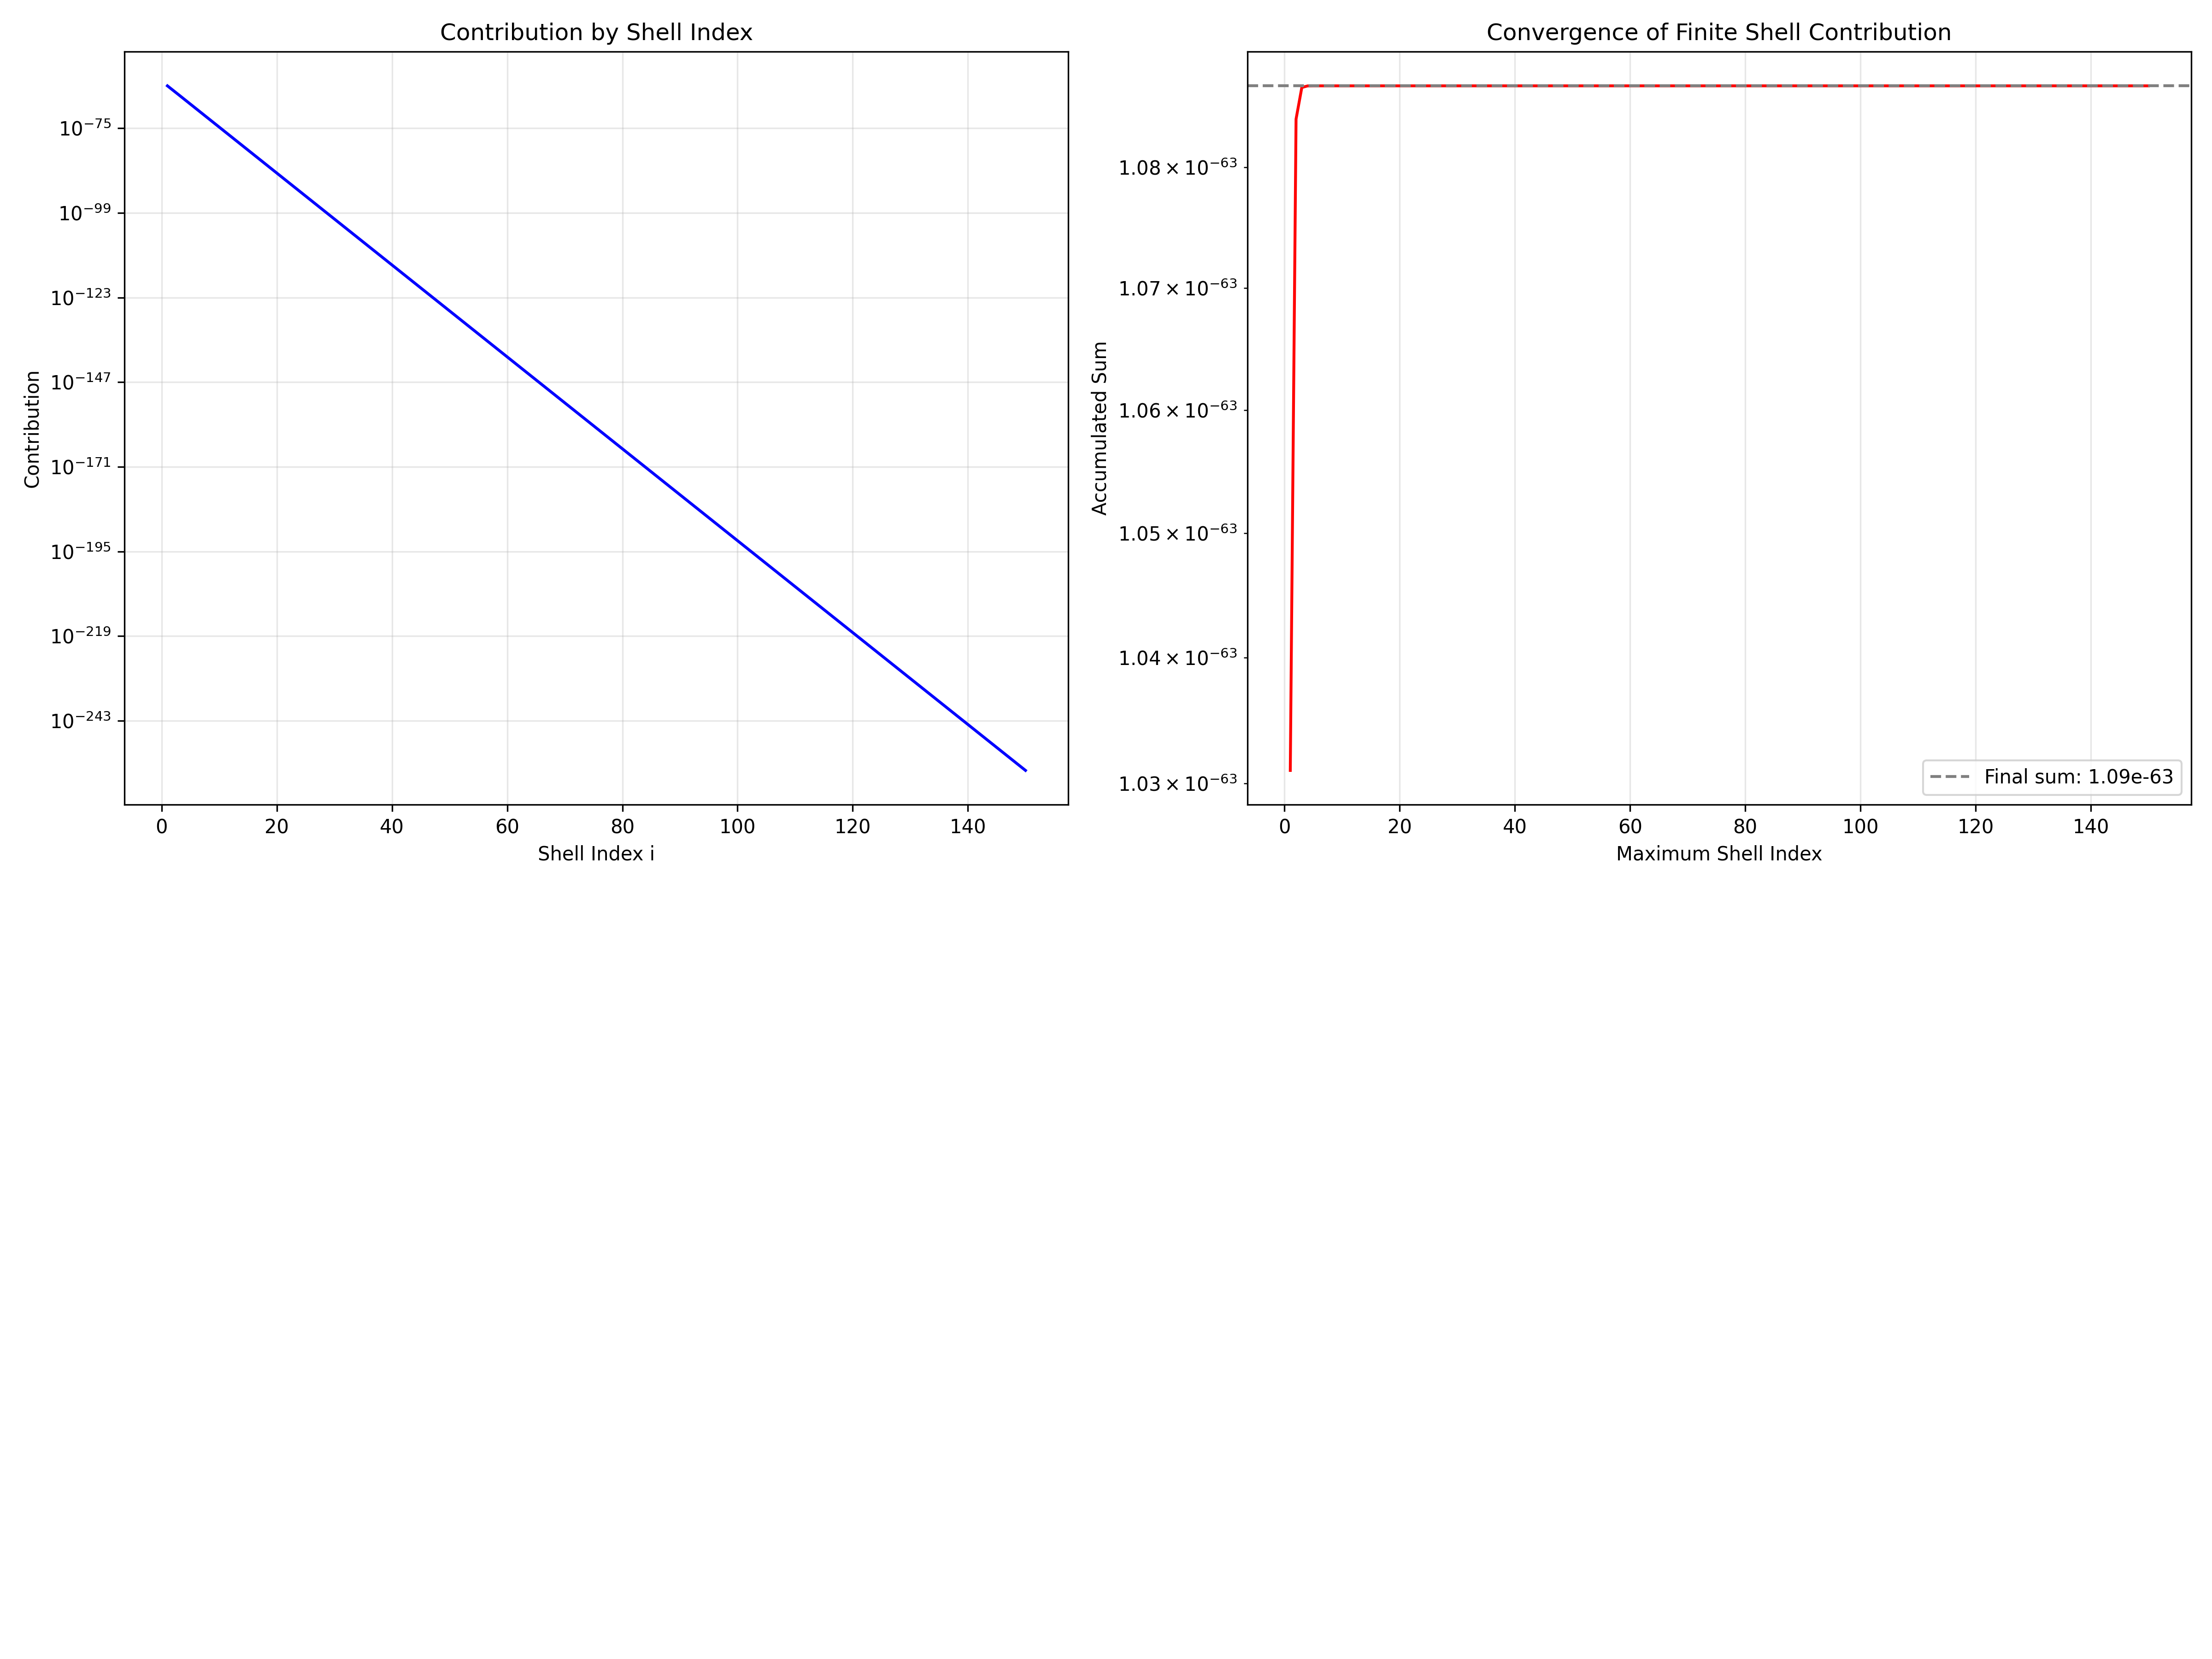 Contribution by Shell Index
Contribution
10⁻⁷⁵
10⁻⁹⁹
10⁻¹²³
10⁻¹⁴⁷
10⁻¹⁷¹
10⁻¹⁹⁵
10⁻²¹⁹
10⁻²⁴³
0 20 40 60 80 100 120 140
Shell Index i
Convergence of Finite Shell Contribution
Accumulated Sum
1.08 × 10⁻⁶³
1.07 × 10⁻⁶³
1.06 × 10⁻⁶³
1.05 × 10⁻⁶³
1.04 × 10⁻⁶³
1.03 × 10⁻⁶³
Final sum: 1.09e-63
0 20 40 60 80 100 120 140
Maximum Shell Index